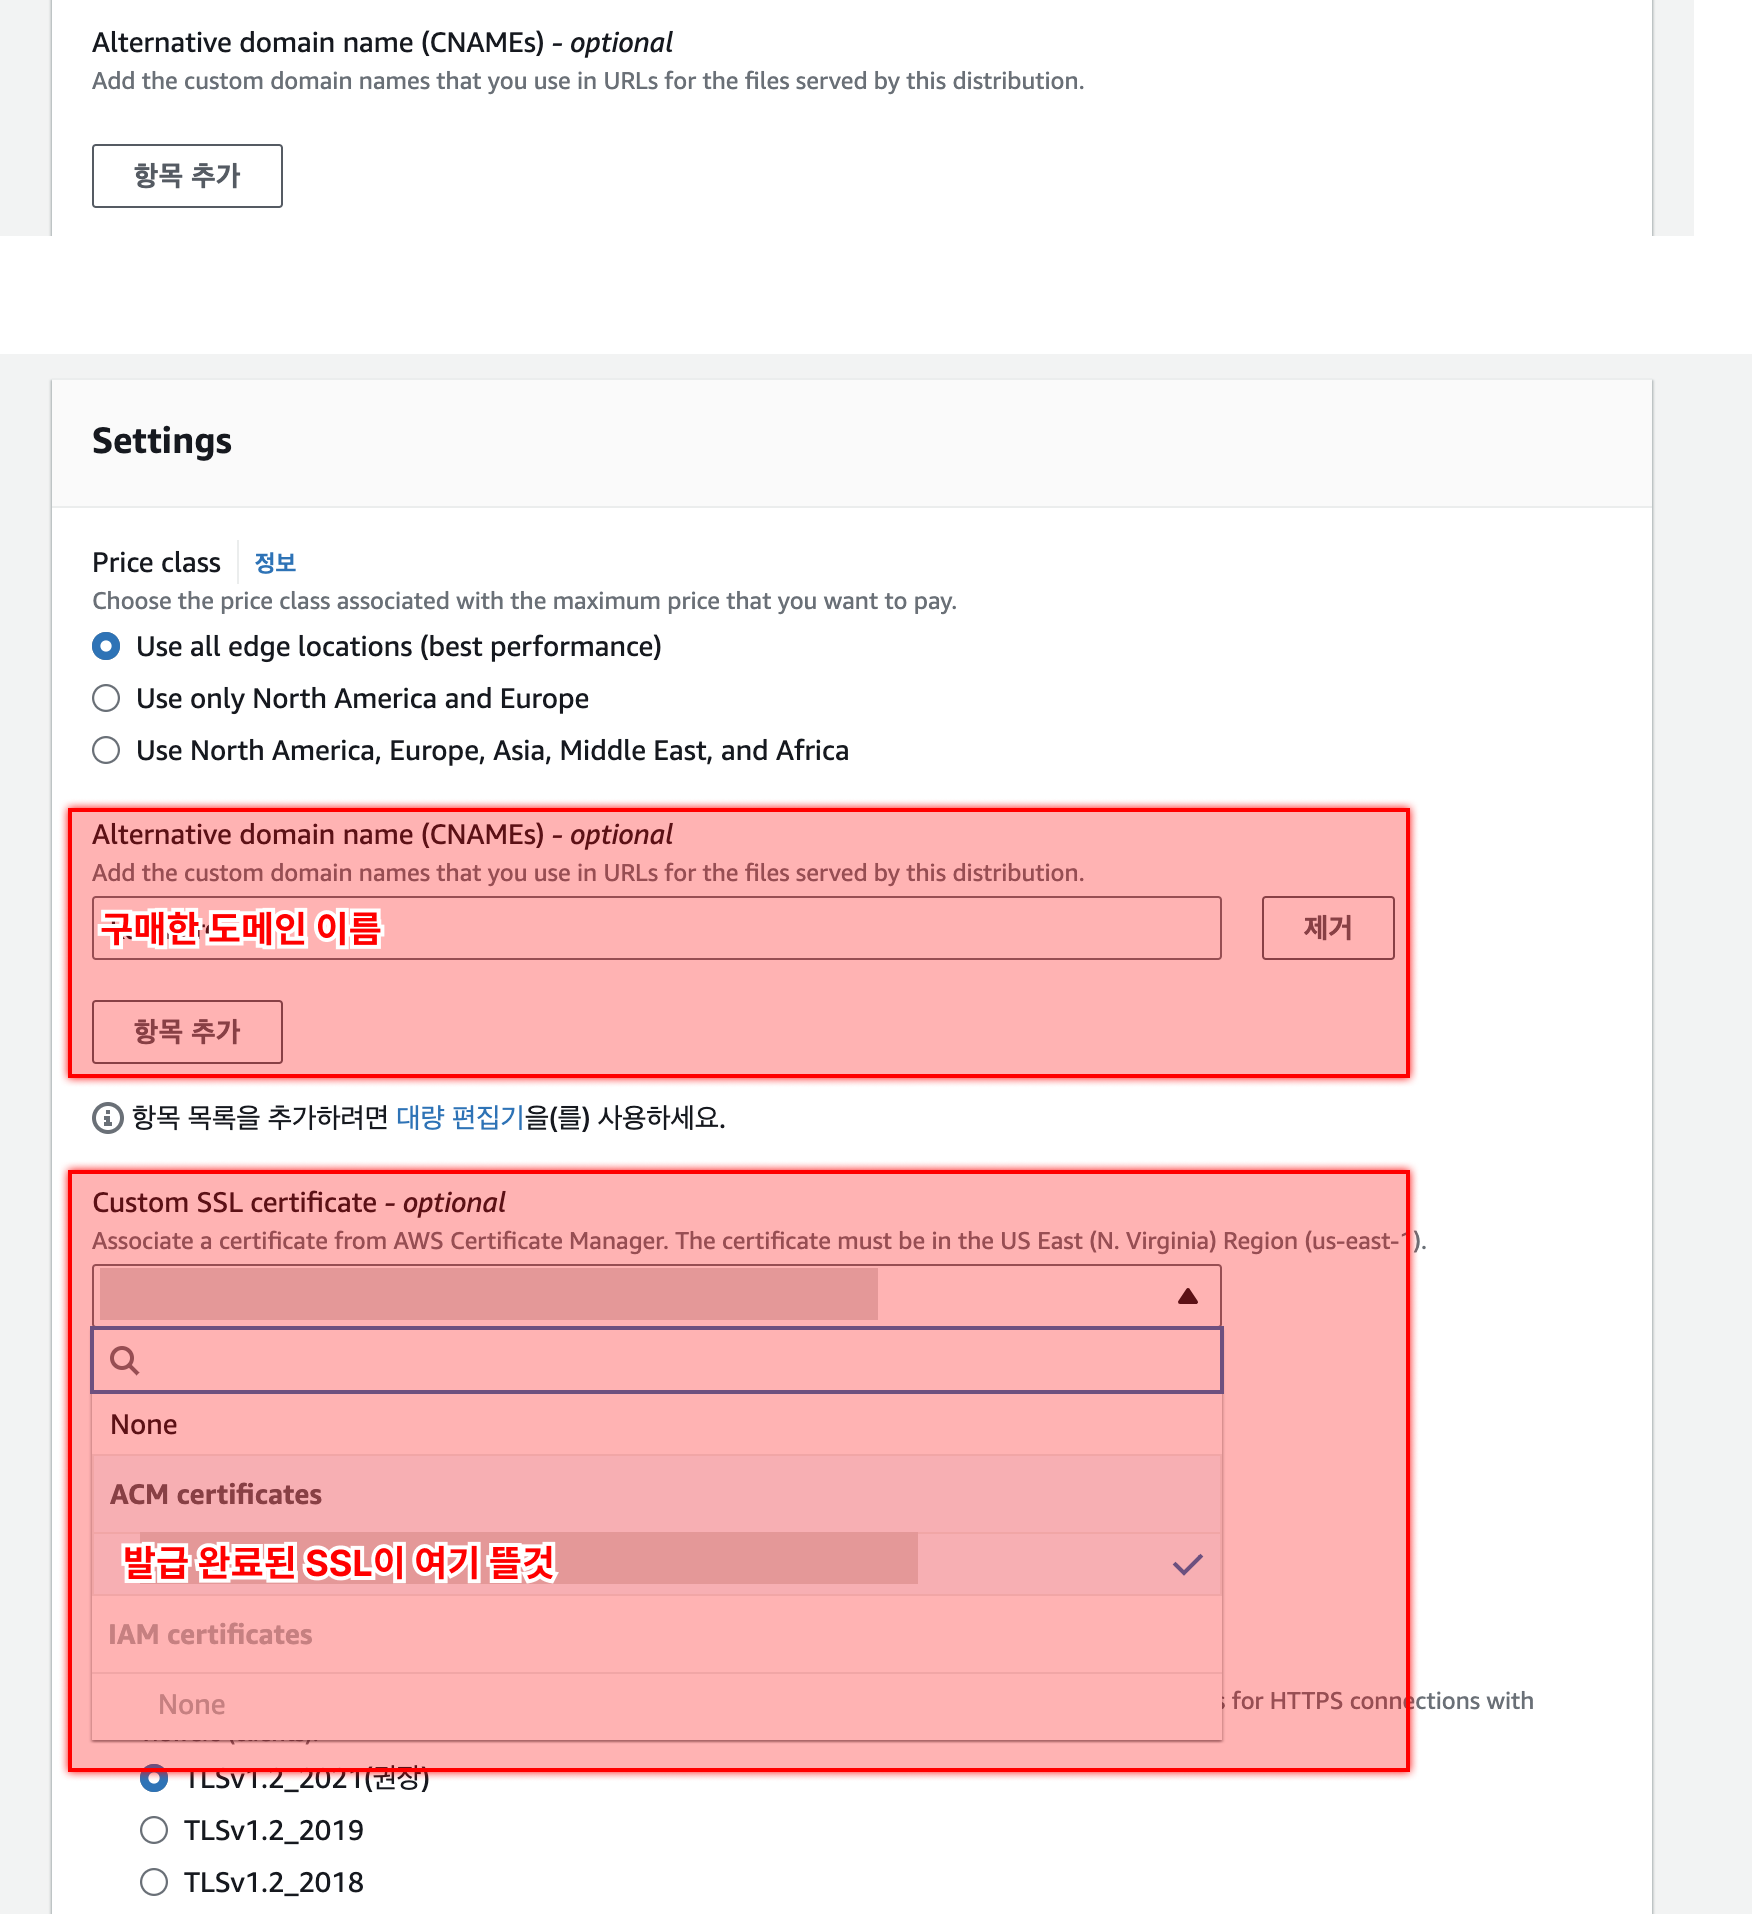 Alternative domain name (CNAMEs) - optional
Add the custom domain names that you use in URLs for the files served by this distribution.
항목 추가
Settings
Price class 정보
Choose the price class associated with the maximum price that you want to pay.
Use all edge locations (best performance)
Use only North America and Europe
Use North America, Europe, Asia, Middle East, and Africa
Alternative domain name (CNAMEs) - optional
Add the custom domain names that you use in URLs for the files served by this distribution.
구매한 도메인 이름 제거
항목 추가
항목 목록을 추가하려면 대량 편집기을(를) 사용하세요.
Custom SSL certificate - optional
Associate a certificate from AWS Certificate Manager. The certificate must be in the US East (N. Virginia) Region (us-east-1).
None
ACM certificates
발급 완료된 SSL이 여기 뜰것
IAM certificates
None
for HTTPS connections with
TLSv1.2_2021(권장)
TLSv1.2_2019
TLSv1.2_2018